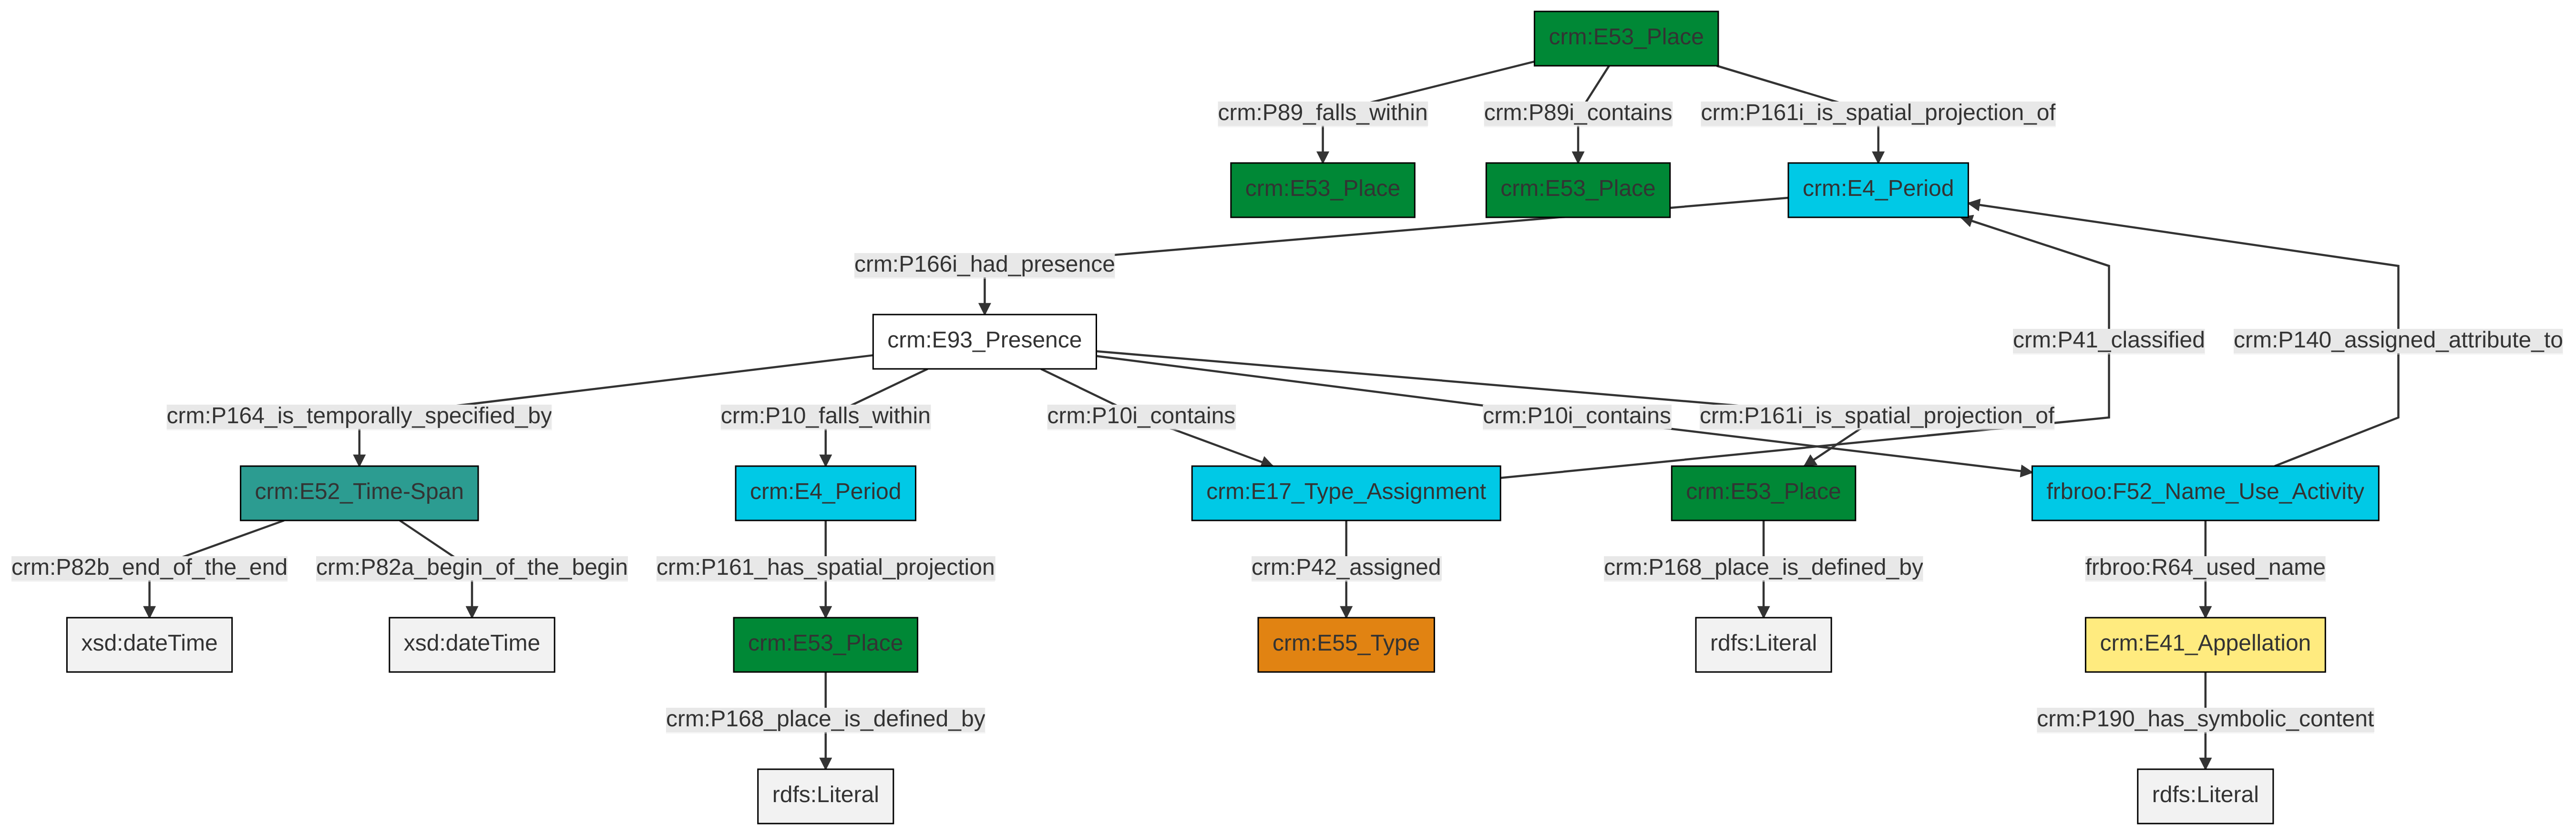 crm:E53_Place
crm:P89_falls_within
crm:P89i_contains
crm:P161i_is_spatial_projection_of
crm:E53_Place
crm:E53_Place
crm:E4_Period
crm:P166i_had_presence
crm:E93_Presence
crm:P41_classified
crm:P140_assigned_attribute_to
crm:P164_is_temporally_specified_by
crm:P10_falls_within
crm:P10i_contains
crm:P10i_contains
crm:P161i_is_spatial_projection_of
crm:E52_Time-Span
crm:E4_Period
crm:E17_Type_Assignment
crm:E53_Place
frbroo:F52_Name_Use_Activity
crm:P82b_end_of_the_end
crm:P82a_begin_of_the_begin
crm:P161_has_spatial_projection
crm:P42_assigned
crm:P168_place_is_defined_by
frbroo:R64_used_name
xsd:dateTime
xsd:dateTime
crm:E53_Place
crm:E55_Type
rdfs:Literal
crm:E41_Appellation
crm:P168_place_is_defined_by
crm:P190_has_symbolic_content
rdfs:Literal
rdfs:Literal